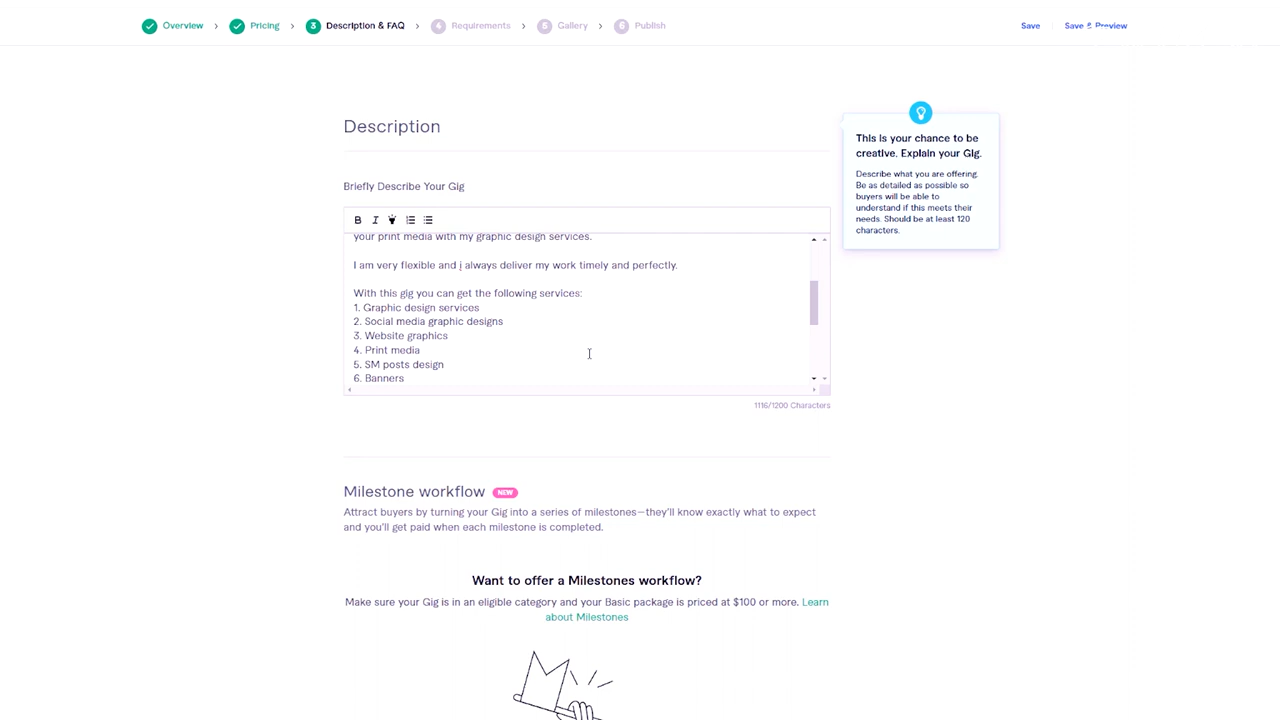 Overview > Pricing > 3 Description & FAQ > 4 Requirements > 5 Gallery > 6 Publish
Save Save & Preview
Description
Briefly Describe Your Gig
B I
your print media with my graphic design services.
I am very flexible and i always deliver my work timely and perfectly.
With this gig you can get the following services:
1. Graphic design services
2. Social media graphic designs
3. Website graphics
4. Print media
5. SM posts design
6. Banners
1116/1200 Characters
This is your chance to be
creative. Explain your Gig.
Describe what you are offering.
Be as detailed as possible so
buyers will be able to
understand if this meets their
needs. Should be at least 120
characters.
Milestone workflow NEW
Attract buyers by turning your Gig into a series of milestones—they'll know exactly what to expect
and you'll get paid when each milestone is completed.
Want to offer a Milestones workflow?
Make sure your Gig is in an eligible category and your Basic package is priced at $100 or more. Learn
about Milestones